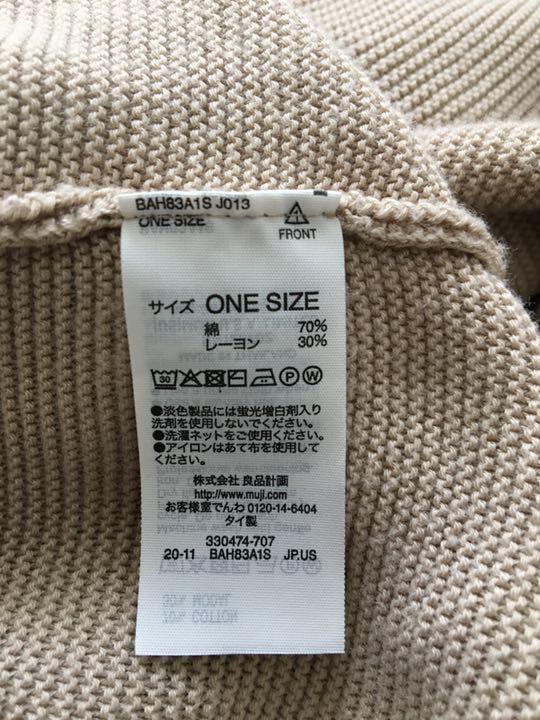 BAH83A1S J013
ONE SIZE
FRONT
サイズ ONE SIZE
綿 70%
レーヨン 30%
30
P W
●淡色製品には蛍光増白剤入り
洗剤を使用しないでください。
●洗濯ネットをご使用ください。
●アイロンはあて布を使用して
ください。
株式会社 良品計画
http://www.muji.com
お客様室でんわ 0120-14-6404
タイ製
330474-707
20-11 BAH83A1S JP.US